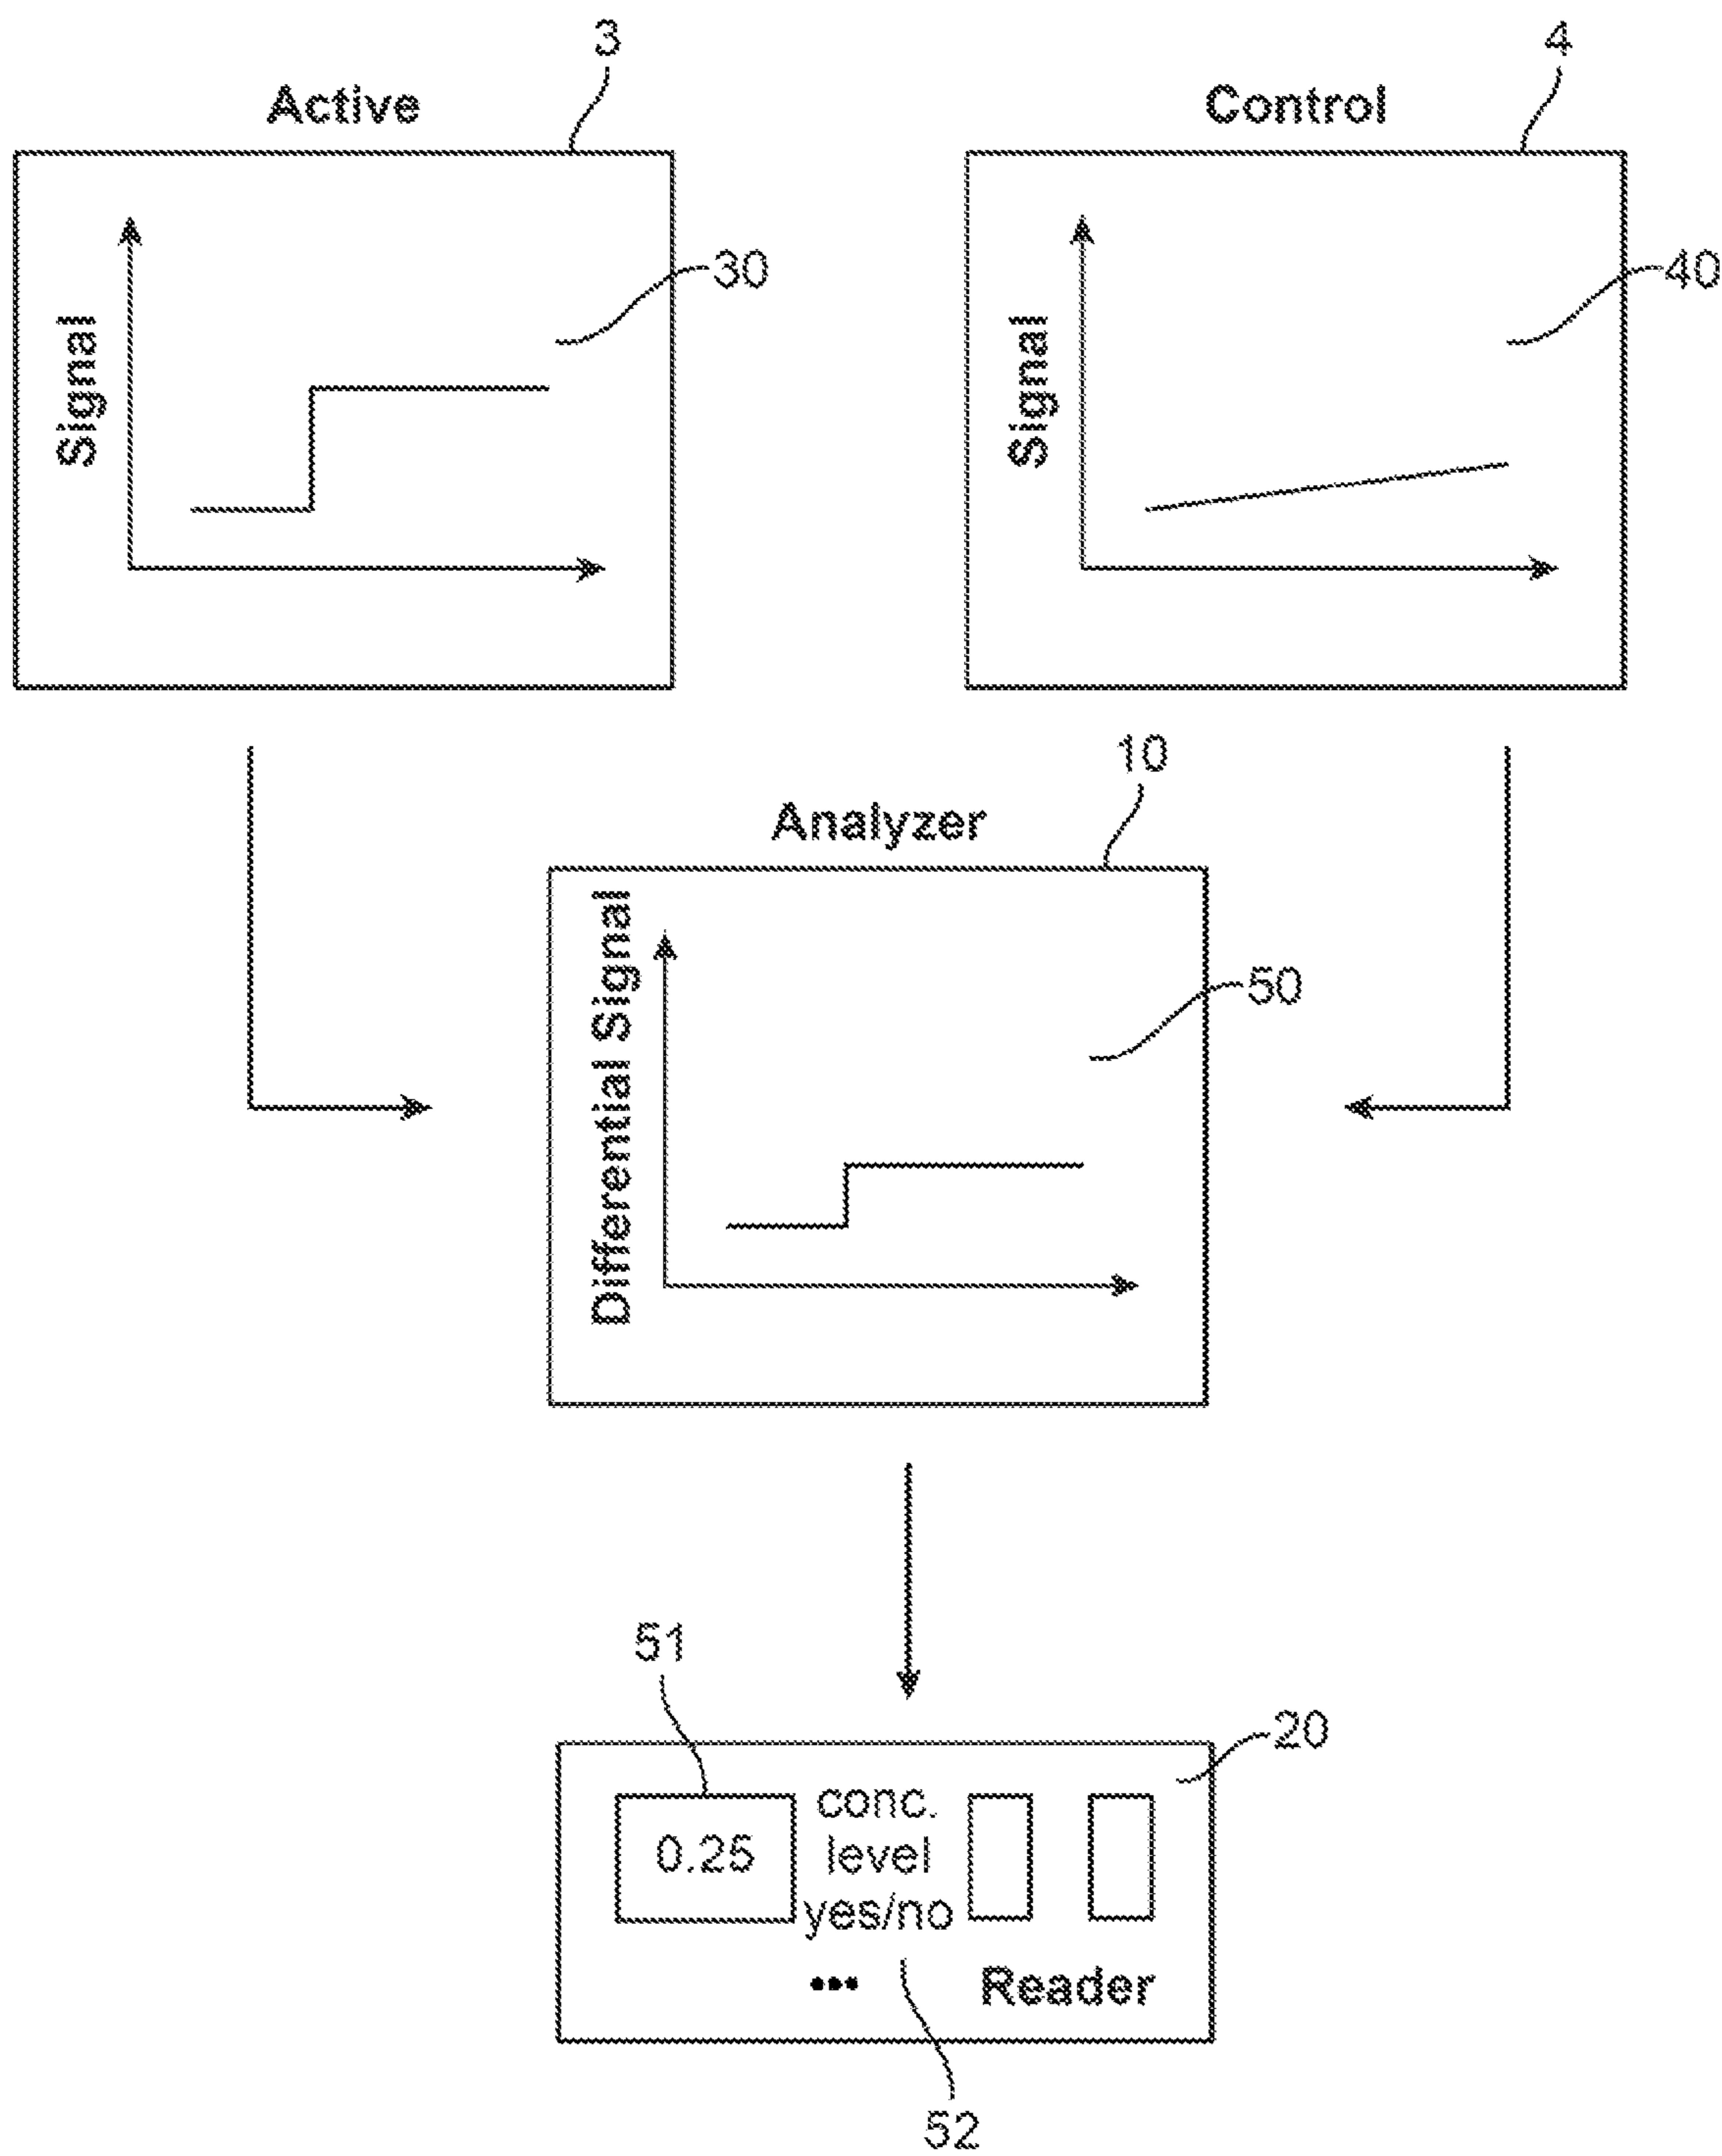 3
4
Active
Control
Signal
30
Signal
40
10
Analyzer
Differential Signal
50
51
20
0.25
conc.
level
yes/no
•••
Reader
52